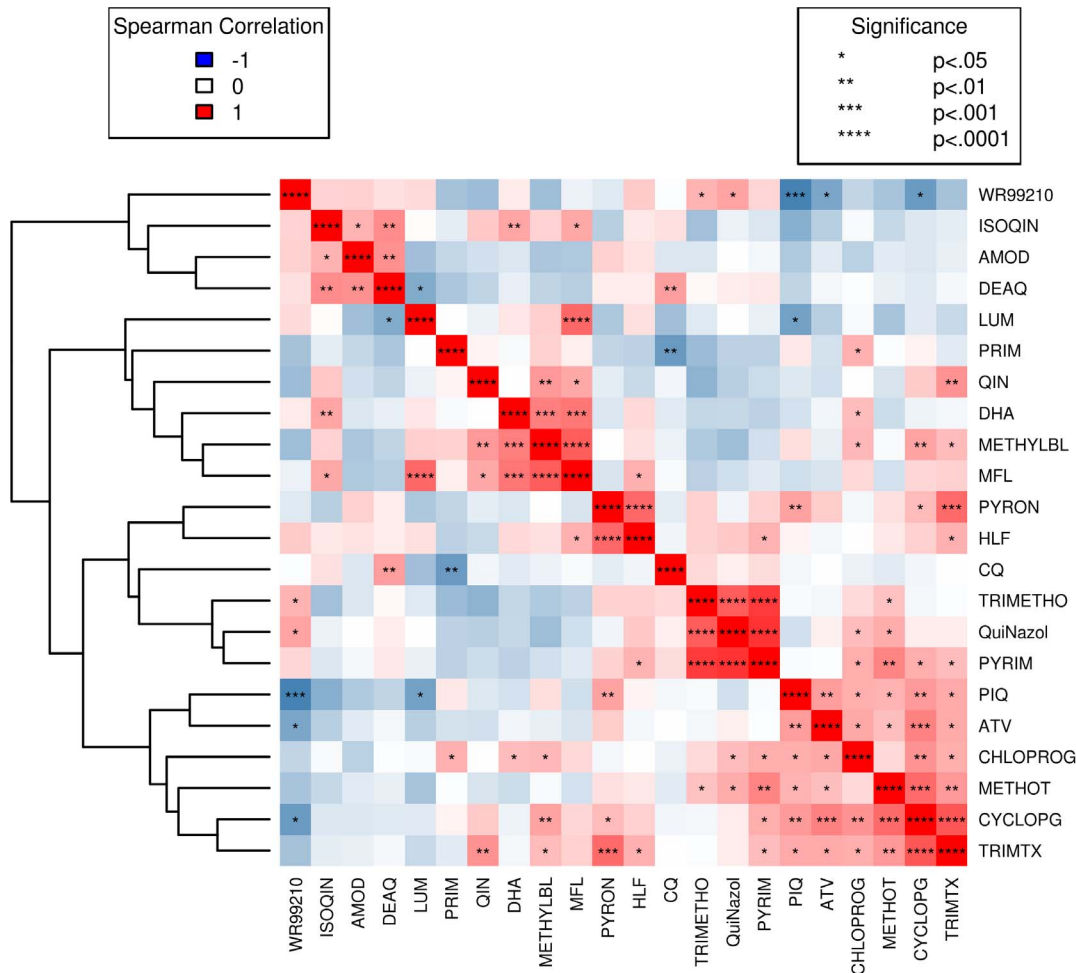 Spearman Correlation
-1
0
1
Significance
* p<.05
** p<.01
*** p<.001
**** p<.0001
**** * * *** * * WR99210
**** * ** ** * ISOQIN
* **** ** AMOD
** ** **** * ** DEAQ
* **** **** * LUM
**** ** * PRIM
**** ** * ** QIN
** **** *** *** * DHA
** *** **** **** * ** * METHYLBL
* **** * *** **** **** * MFL
**** **** ** * *** PYRON
* **** **** * * HLF
** ** **** CQ
* **** **** **** * TRIMETHO
* **** **** **** * * QuiNazol
* **** **** **** * ** * * PYRIM
*** * ** **** ** * * ** * PIQ
* ** **** * * *** * ATV
* * * * * * * **** ** * CHLOPROG
* * ** * * **** *** ** METHOT
* ** * * ** *** ** *** **** **** CYCLOPG
** * *** * * * * * ** **** **** TRIMTX
WR99210
ISOQIN
AMOD
DEAQ
LUM
PRIM
QIN
DHA
METHYLBL
MFL
PYRON
HLF
CQ
TRIMETHO
QuiNazol
PYRIM
PIQ
ATV
CHLOPROG
METHOT
CYCLOPG
TRIMTX